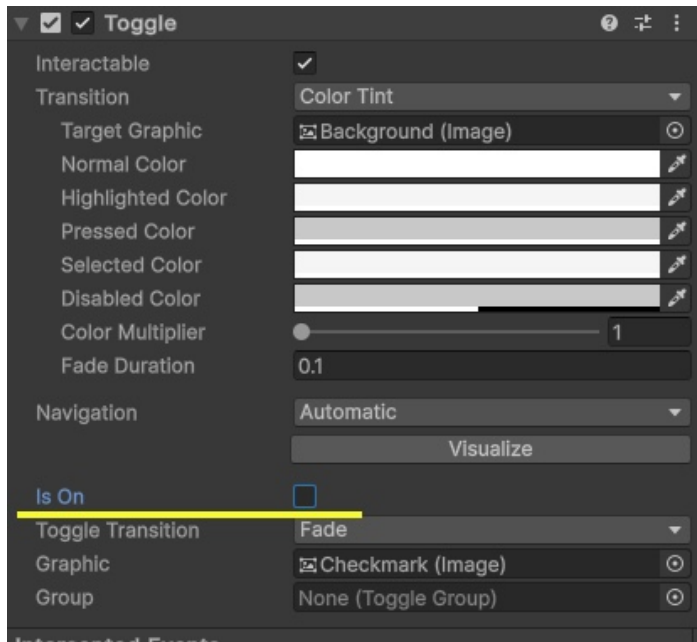 Toggle
Interactable
Transition Color Tint
Target Graphic Background (Image)
Normal Color
Highlighted Color
Pressed Color
Selected Color
Disabled Color
Color Multiplier 1
Fade Duration 0.1
Navigation Automatic
Visualize
Is On
Toggle Transition Fade
Graphic Checkmark (Image)
Group None (Toggle Group)
Intercepted Events